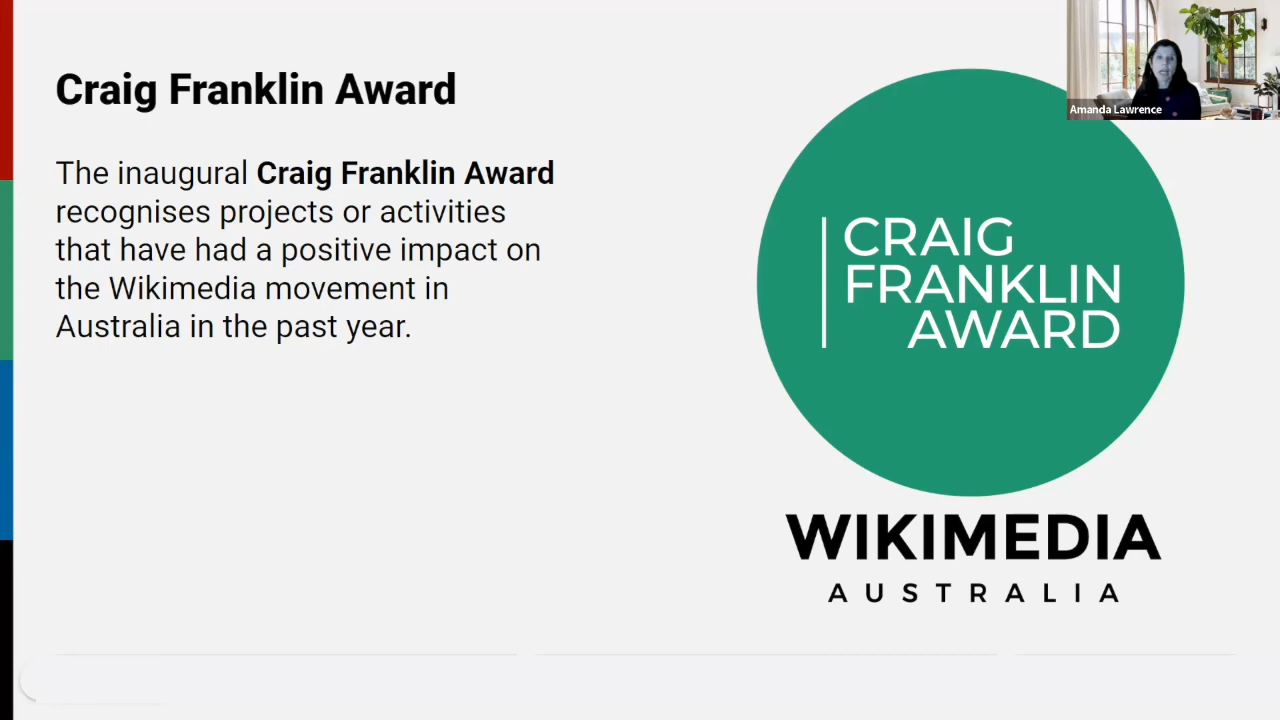 Craig Franklin Award
The inaugural Craig Franklin Award
recognises projects or activities
that have had a positive impact on
the Wikimedia movement in
Australia in the past year.
CRAIG
FRANKLIN
AWARD
WIKIMEDIA
AUSTRALIA
Amanda Lawrence